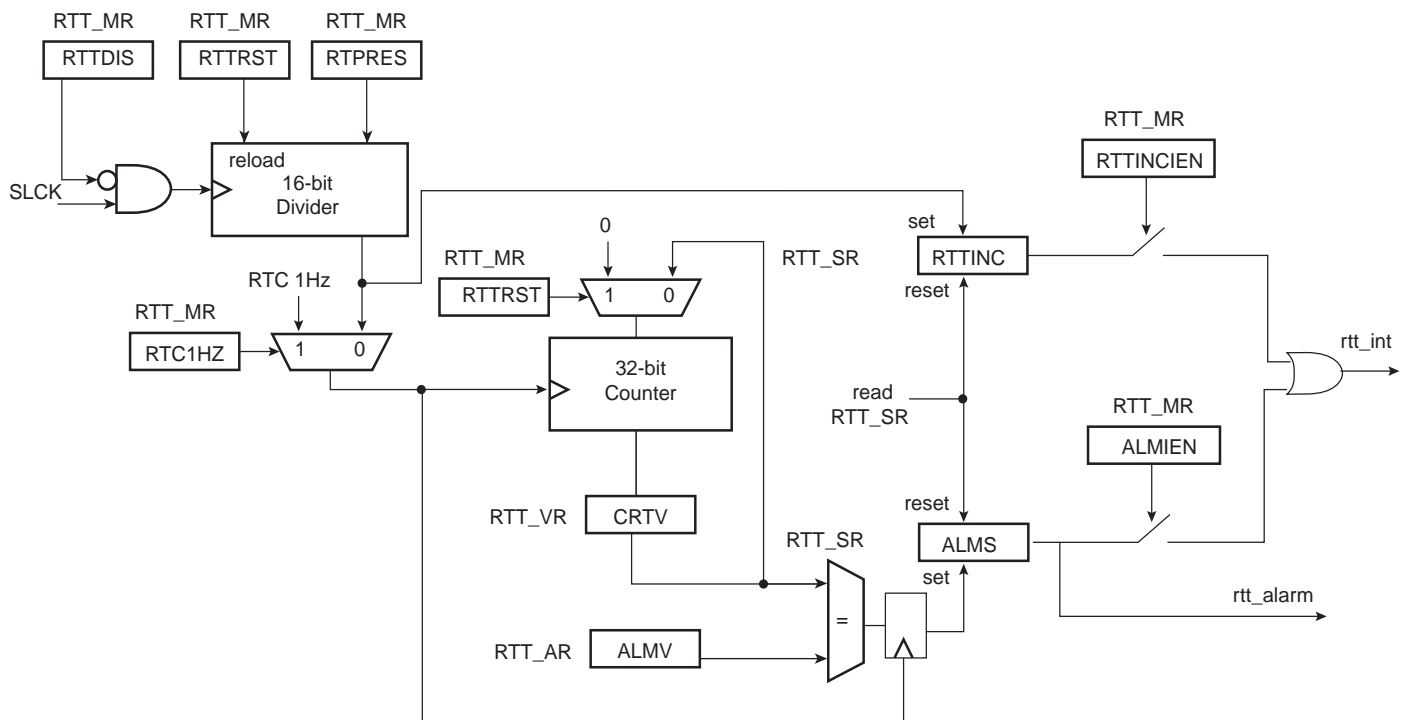 RTT_MR
RTT_MR
RTT_MR
RTTDIS
RTTRST
RTPRES
RTT_MR
RTTINCIEN
reload
16-bit
Divider
SLCK
set
RTTINC
reset
0
RTT_SR
RTT_MR
RTTRST
1
0
RTC 1Hz
RTT_MR
RTC1HZ
1
0
32-bit
Counter
rtt_int
read
RTT_SR
RTT_MR
ALMIEN
RTT_VR
CRTV
reset
RTT_SR
ALMS
set
rtt_alarm
=
RTT_AR
ALMV